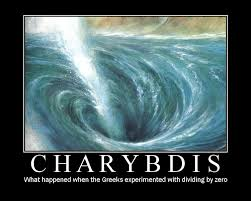 CHARYBDIS
What happened when the Greeks experimented with dividing by zero